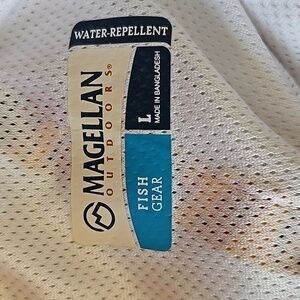 WATER-REPELLENT
MAGELLAN
OUTDOORS®
L
MADE IN BANGLADESH
FISH
GEAR